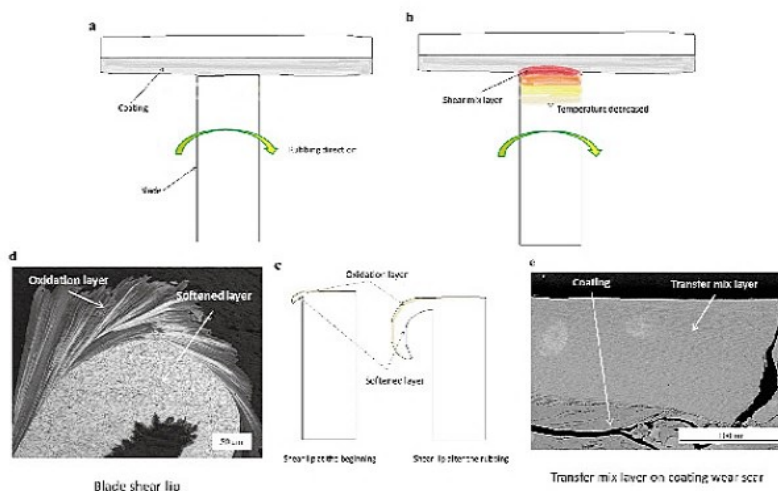 a
b
Coating
Shear mix layer
Temperature decreased
Rubbing direction
Blade
d
c
e
Oxidation layer
Softened layer
Oxidation layer
Softened layer
Coating
Transfer mix layer
Shear lip at the beginning
Shear lip after the rubbing
Blade shear lip
Transfer mix layer on coating wear scar